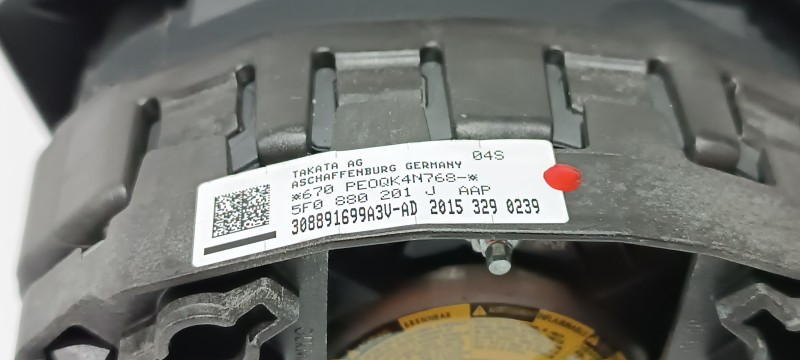 TAKATA AG 04S
ASCHAFFENBURG GERMANY
*670 PEOQK4N768-*
5F0 880 201 J AAP
308891699A3V-AD 2015 329 0239